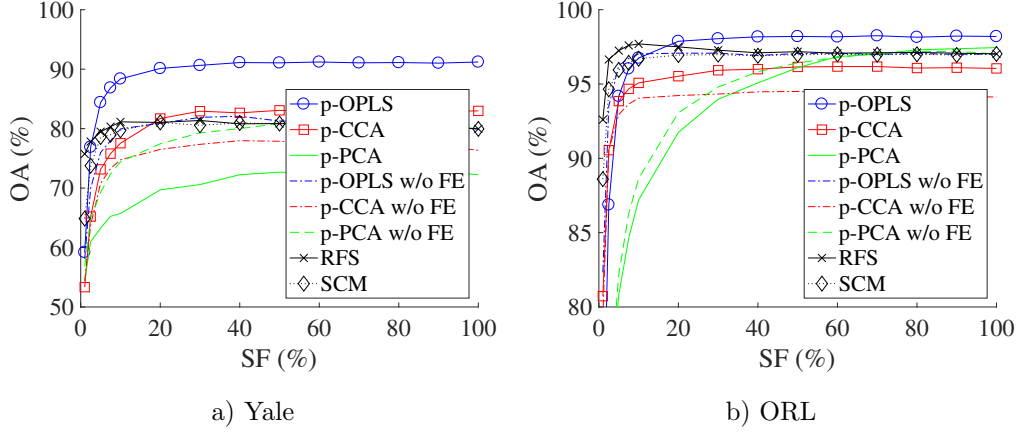 100
90
80
70
60
50
OA (%)
0
20
40
60
80
100
SF (%)
p-OPLS
p-CCA
p-PCA
p-OPLS w/o FE
p-CCA w/o FE
p-PCA w/o FE
RFS
SCM
a) Yale
100
95
90
85
80
OA (%)
0
20
40
60
80
100
SF (%)
p-OPLS
p-CCA
p-PCA
p-OPLS w/o FE
p-CCA w/o FE
p-PCA w/o FE
RFS
SCM
b) ORL